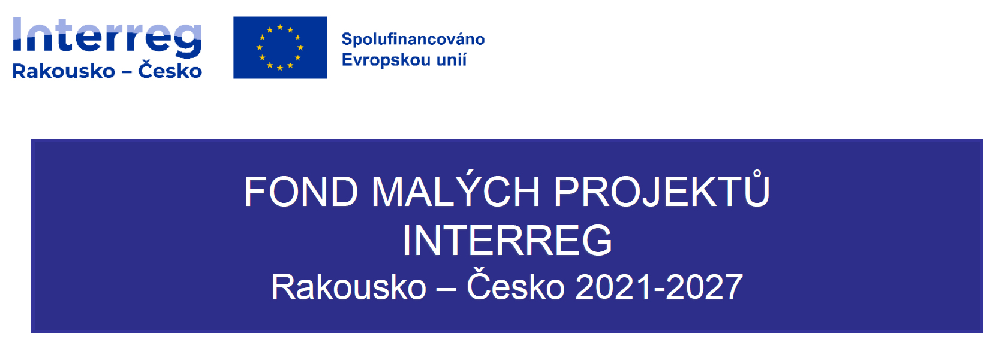 Interreg
Rakousko – Česko
Spolufinancováno
Evropskou unií
FOND MALÝCH PROJEKTŮ
INTERREG
Rakousko – Česko 2021-2027